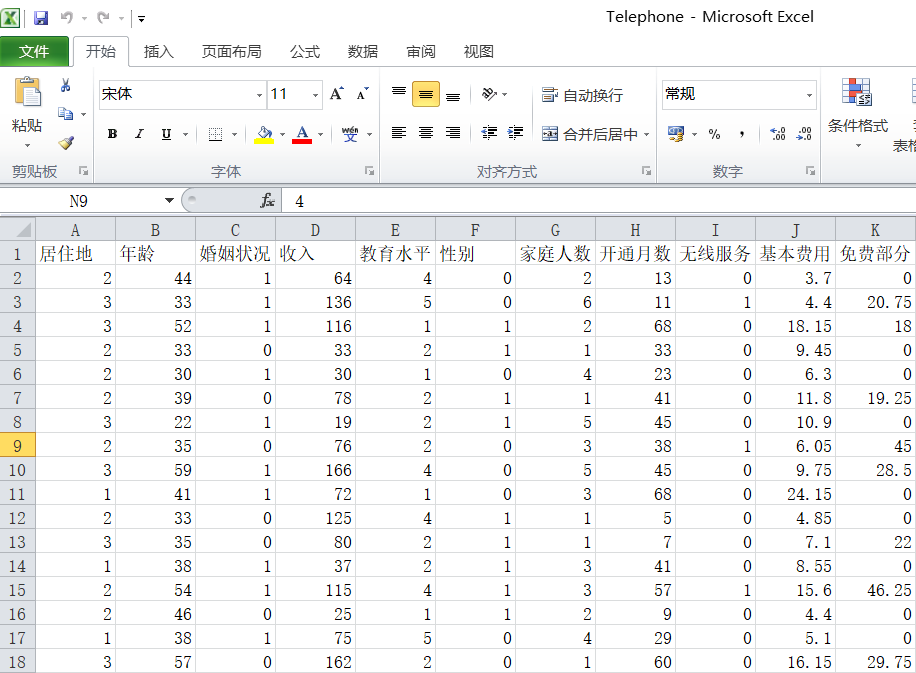 Telephone - Microsoft Excel
文件 开始 插入 页面布局 公式 数据 审阅 视图
宋体 11 A A 自动换行 常规
粘贴 B I U A wén 文 合并后居中 % , .0 .00 .00 .0 条件格式
剪贴板 字体 对齐方式 数字
N9 fx 4
A B C D E F G H I J K
1 居住地 年龄 婚姻状况 收入 教育水平 性别 家庭人数 开通月数 无线服务 基本费用 免费部分
2 2 44 1 64 4 0 2 13 0 3.7 0
3 3 33 1 136 5 0 6 11 1 4.4 20.75
4 3 52 1 116 1 1 2 68 0 18.15 18
5 2 33 0 33 2 1 1 33 0 9.45 0
6 2 30 1 30 1 0 4 23 0 6.3 0
7 2 39 0 78 2 1 1 41 0 11.8 19.25
8 3 22 1 19 2 1 5 45 0 10.9 0
9 2 35 0 76 2 0 3 38 1 6.05 45
10 3 59 1 166 4 0 5 45 0 9.75 28.5
11 1 41 1 72 1 0 3 68 0 24.15 0
12 2 33 0 125 4 1 1 5 0 4.85 0
13 3 35 0 80 2 1 1 7 0 7.1 22
14 1 38 1 37 2 1 3 41 0 8.55 0
15 2 54 1 115 4 1 3 57 1 15.6 46.25
16 2 46 0 25 1 1 2 9 0 4.4 0
17 1 38 1 75 5 0 4 29 0 5.1 0
18 3 57 0 162 2 0 1 60 0 16.15 29.75